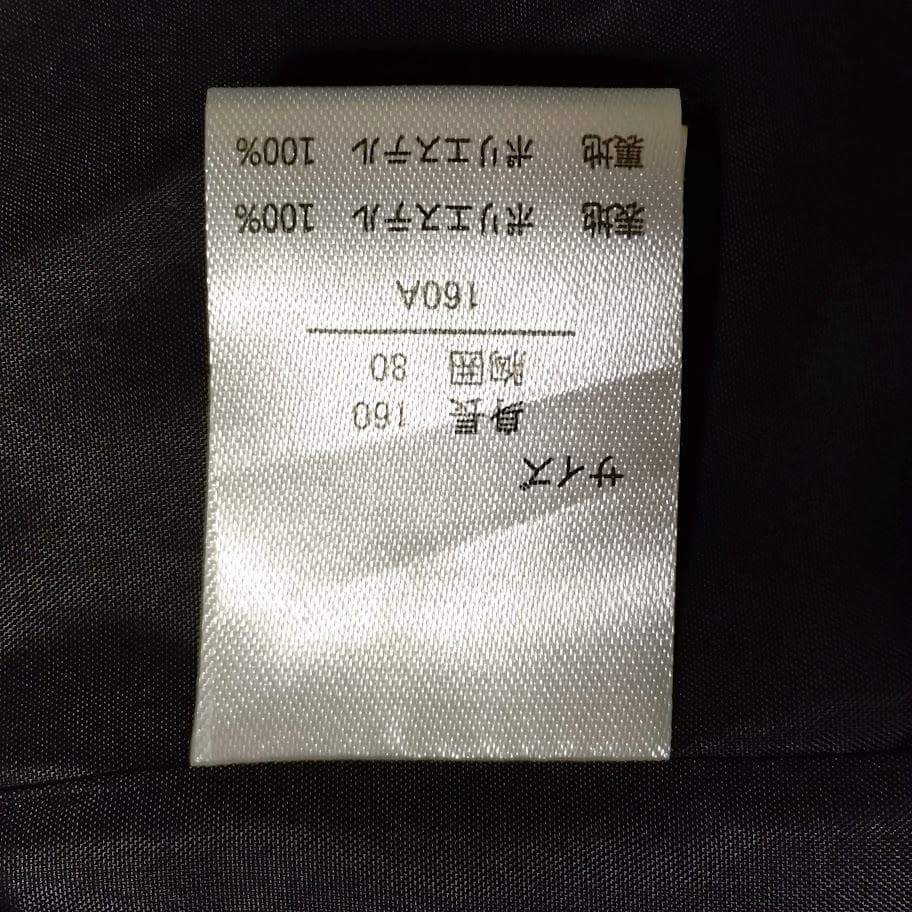 サイズ
身長 160
胸囲 80
160A
表地 ポリエステル 100%
裏地 ポリエステル 100%